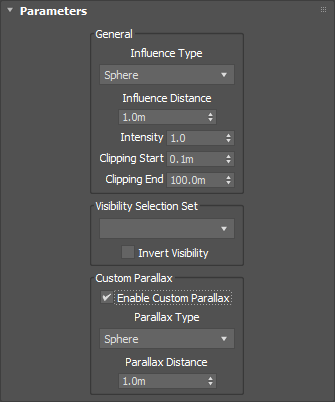 Parameters
General
Influence Type
Sphere
Influence Distance
1.0m
Intensity 1.0
Clipping Start 0.1m
Clipping End 100.0m
Visibility Selection Set
Invert Visibility
Custom Parallax
Enable Custom Parallax
Parallax Type
Sphere
Parallax Distance
1.0m